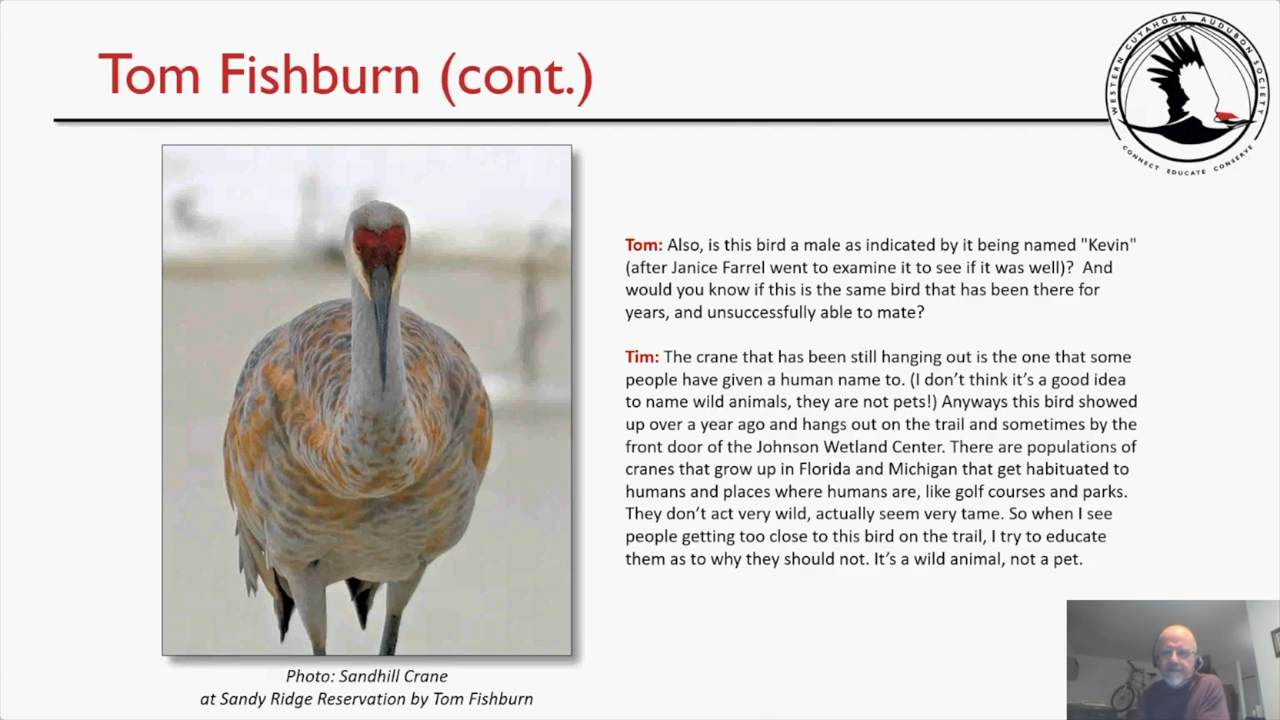 Tom Fishburn (cont.)
WESTERN CUYAHOGA AUDUBON SOCIETY
CONNECT EDUCATE CONSERVE
Tom: Also, is this bird a male as indicated by it being named "Kevin"
(after Janice Farrel went to examine it to see if it was well)? And
would you know if this is the same bird that has been there for
years, and unsuccessfully able to mate?
Tim: The crane that has been still hanging out is the one that some
people have given a human name to. (I don’t think it’s a good idea
to name wild animals, they are not pets!) Anyways this bird showed
up over a year ago and hangs out on the trail and sometimes by the
front door of the Johnson Wetland Center. There are populations of
cranes that grow up in Florida and Michigan that get habituated to
humans and places where humans are, like golf courses and parks.
They don’t act very wild, actually seem very tame. So when I see
people getting too close to this bird on the trail, I try to educate
them as to why they should not. It’s a wild animal, not a pet.
Photo: Sandhill Crane
at Sandy Ridge Reservation by Tom Fishburn